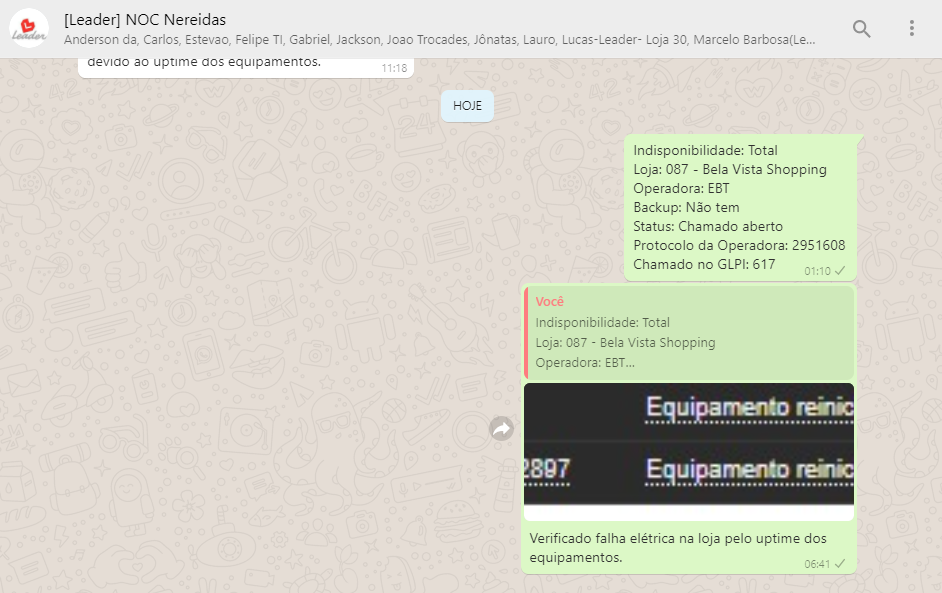 Leader
[Leader] NOC Nereidas
Anderson da, Carlos, Estevao, Felipe TI, Gabriel, Jackson, Joao Trocades, Jônatas, Lauro, Lucas-Leader- Loja 30, Marcelo Barbosa(Le...
devido ao uptime dos equipamentos.
11:18
HOJE
Indisponibilidade: Total
Loja: 087 - Bela Vista Shopping
Operadora: EBT
Backup: Não tem
Status: Chamado aberto
Protocolo da Operadora: 2951608
Chamado no GLPI: 617
01:10
Você
Indisponibilidade: Total
Loja: 087 - Bela Vista Shopping
Operadora: EBT...
Equipamento reinic
2897 Equipamento reinic
Verificado falha elétrica na loja pelo uptime dos
equipamentos.
06:41